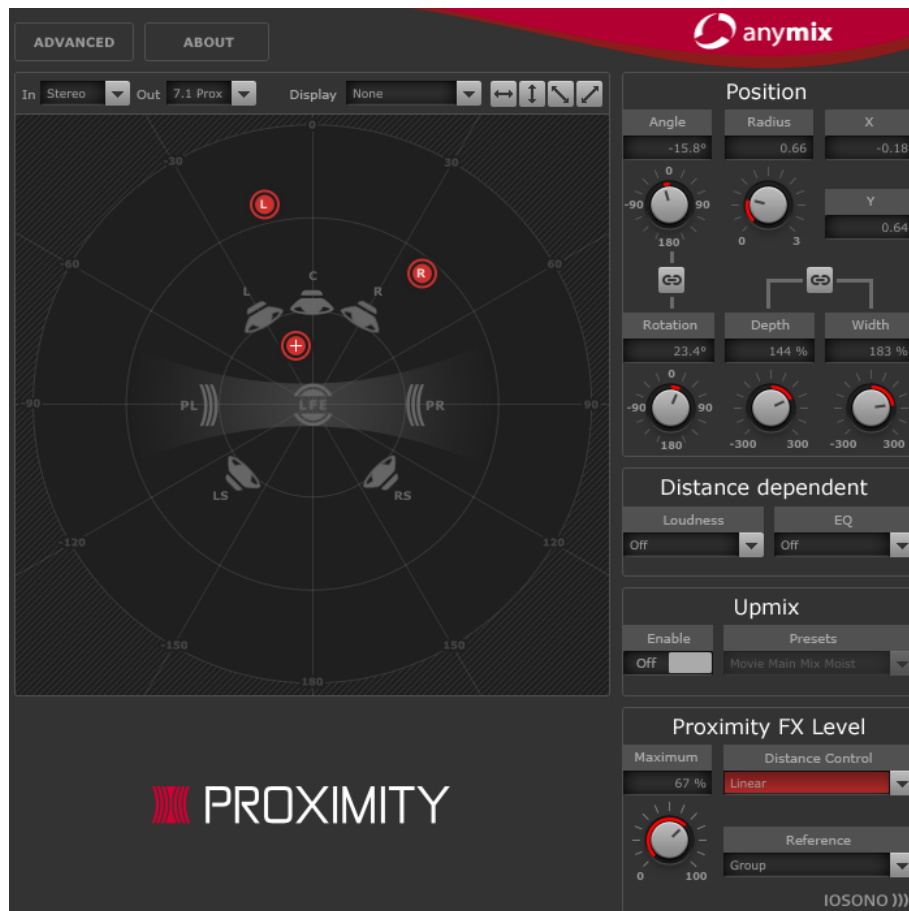 anymix
ADVANCED ABOUT
In Stereo Out 7.1 Prox Display None
Position
Angle Radius X
-15.8° 0.66 -0.18
0
-90 90
180
0 3
Y
0.64
Rotation Depth Width
23.4° 144 % 183 %
0
-90 90
180
-300 300
-300 300
0
-30 30
L
R
-60 60
C
L R
+
-90 PL LFE PR 90
LS RS
-120 120
-150 150
180
Distance dependent
Loudness EQ
Off Off
Upmix
Enable Presets
Off Movie Main Mix Moist
Proximity FX Level
Maximum Distance Control
67 % Linear
0 100
Reference
Group
PROXIMITY
IOSONO